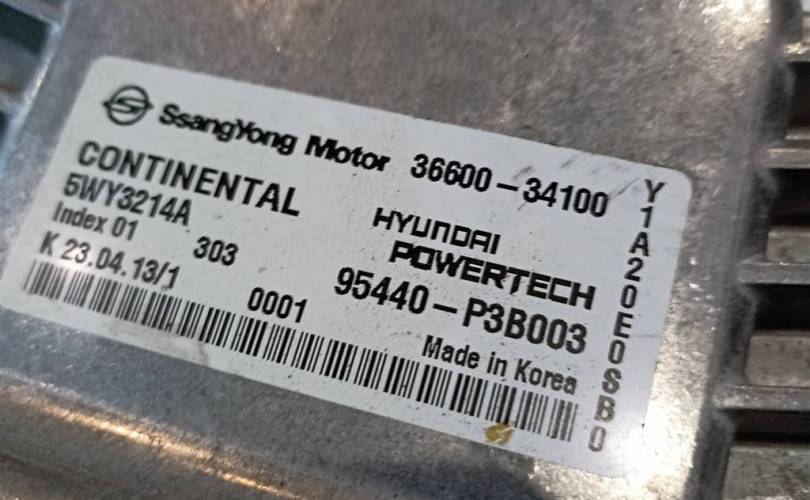 SsangYong Motor 36600-34100
CONTINENTAL
5WY3214A
Index 01 303
K 23.04.13/1 0001
HYUNDAI
POWERTECH
95440-P3B003
Made in Korea
Y1A20E0SB0